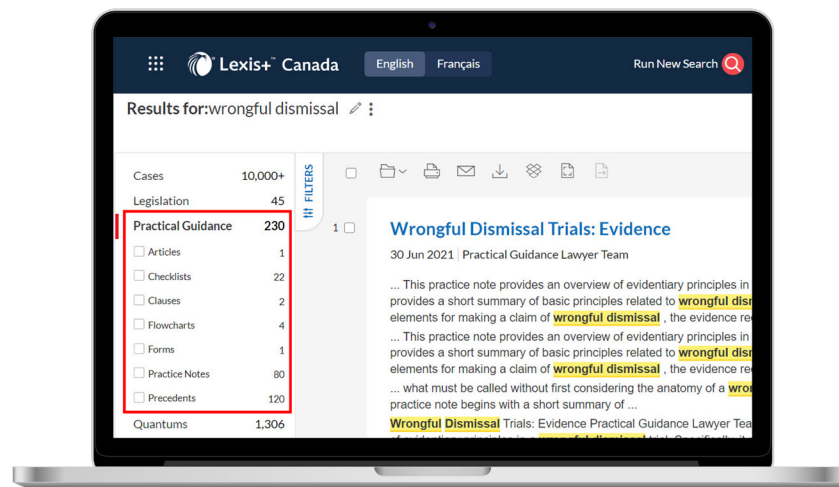 Lexis+™ Canada
English Français
Run New Search
Results for:wrongful dismissal
Cases 10,000+
Legislation 45
Practical Guidance 230
Articles 1
Checklists 22
Clauses 2
Flowcharts 4
Forms 1
Practice Notes 80
Precedents 120
Quantums 1,306
FILTERS
1
Wrongful Dismissal Trials: Evidence
30 Jun 2021 | Practical Guidance Lawyer Team
... This practice note provides an overview of evidentiary principles in
provides a short summary of basic principles related to wrongful
elements for making a claim of wrongful dismissal , the evidence
... This practice note provides an overview of evidentiary principles in
provides a short summary of basic principles related to wrongful
elements for making a claim of wrongful dismissal , the evidence
... what must be called without first considering the anatomy of a
practice note begins with a short summary of ...
Wrongful Dismissal Trials: Evidence Practical Guidance Lawyer